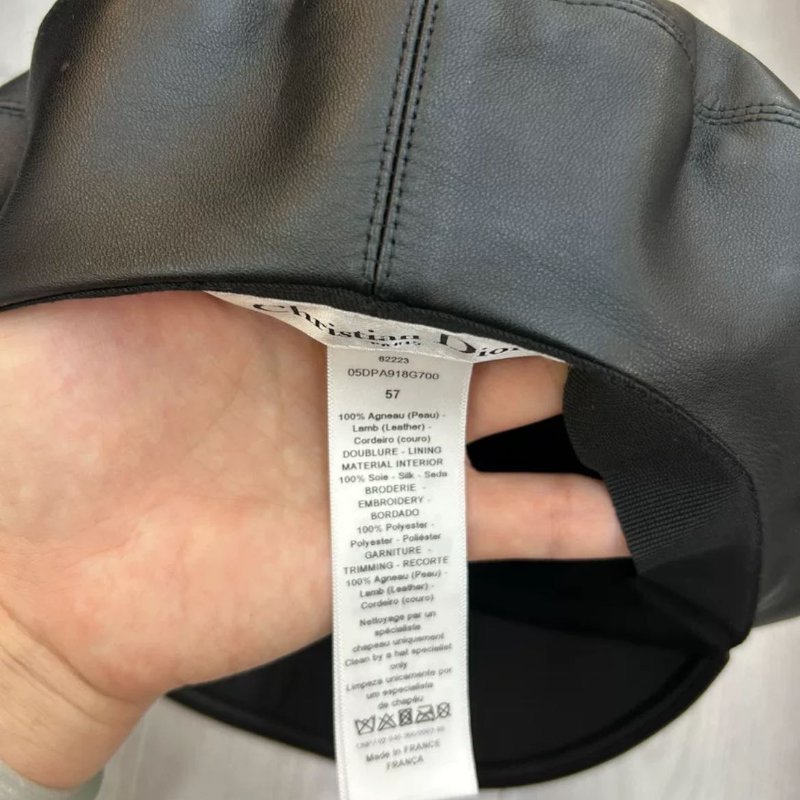 Christian Dior
PARIS
62223
05DPA918G700
57
100% Agneau (Peau) -
Lamb (Leather) -
Cordeiro (couro)
DOUBLURE - LINING
MATERIAL INTERIOR
100% Soie - Silk - Seda
BRODERIE -
EMBROIDERY -
BORDADO
100% Polyester -
Polyester - Poliéster
GARNITURE -
TRIMMING - RECORTE
100% Agneau (Peau) -
Lamb (Leather) -
Cordeiro (couro)
Nettoyage par un
spécialiste
chapeau uniquement
Clean by a hat specialist
only
Limpeza unicamente por
um especialista
de chapéu
Made in FRANCE
FRANÇA